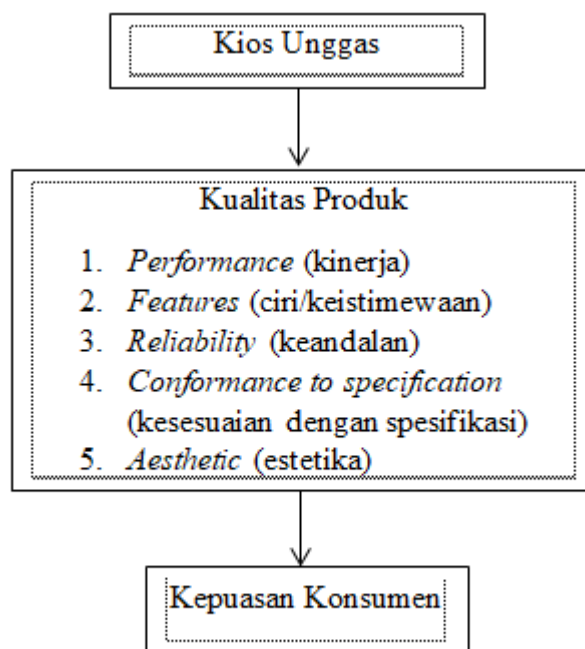 Kios Unggas
Kualitas Produk
1. Performance (kinerja)
2. Features (ciri/keistimewaan)
3. Reliability (keandalan)
4. Conformance to specification
(kesesuaian dengan spesifikasi)
5. Aesthetic (estetika)
Kepuasan Konsumen